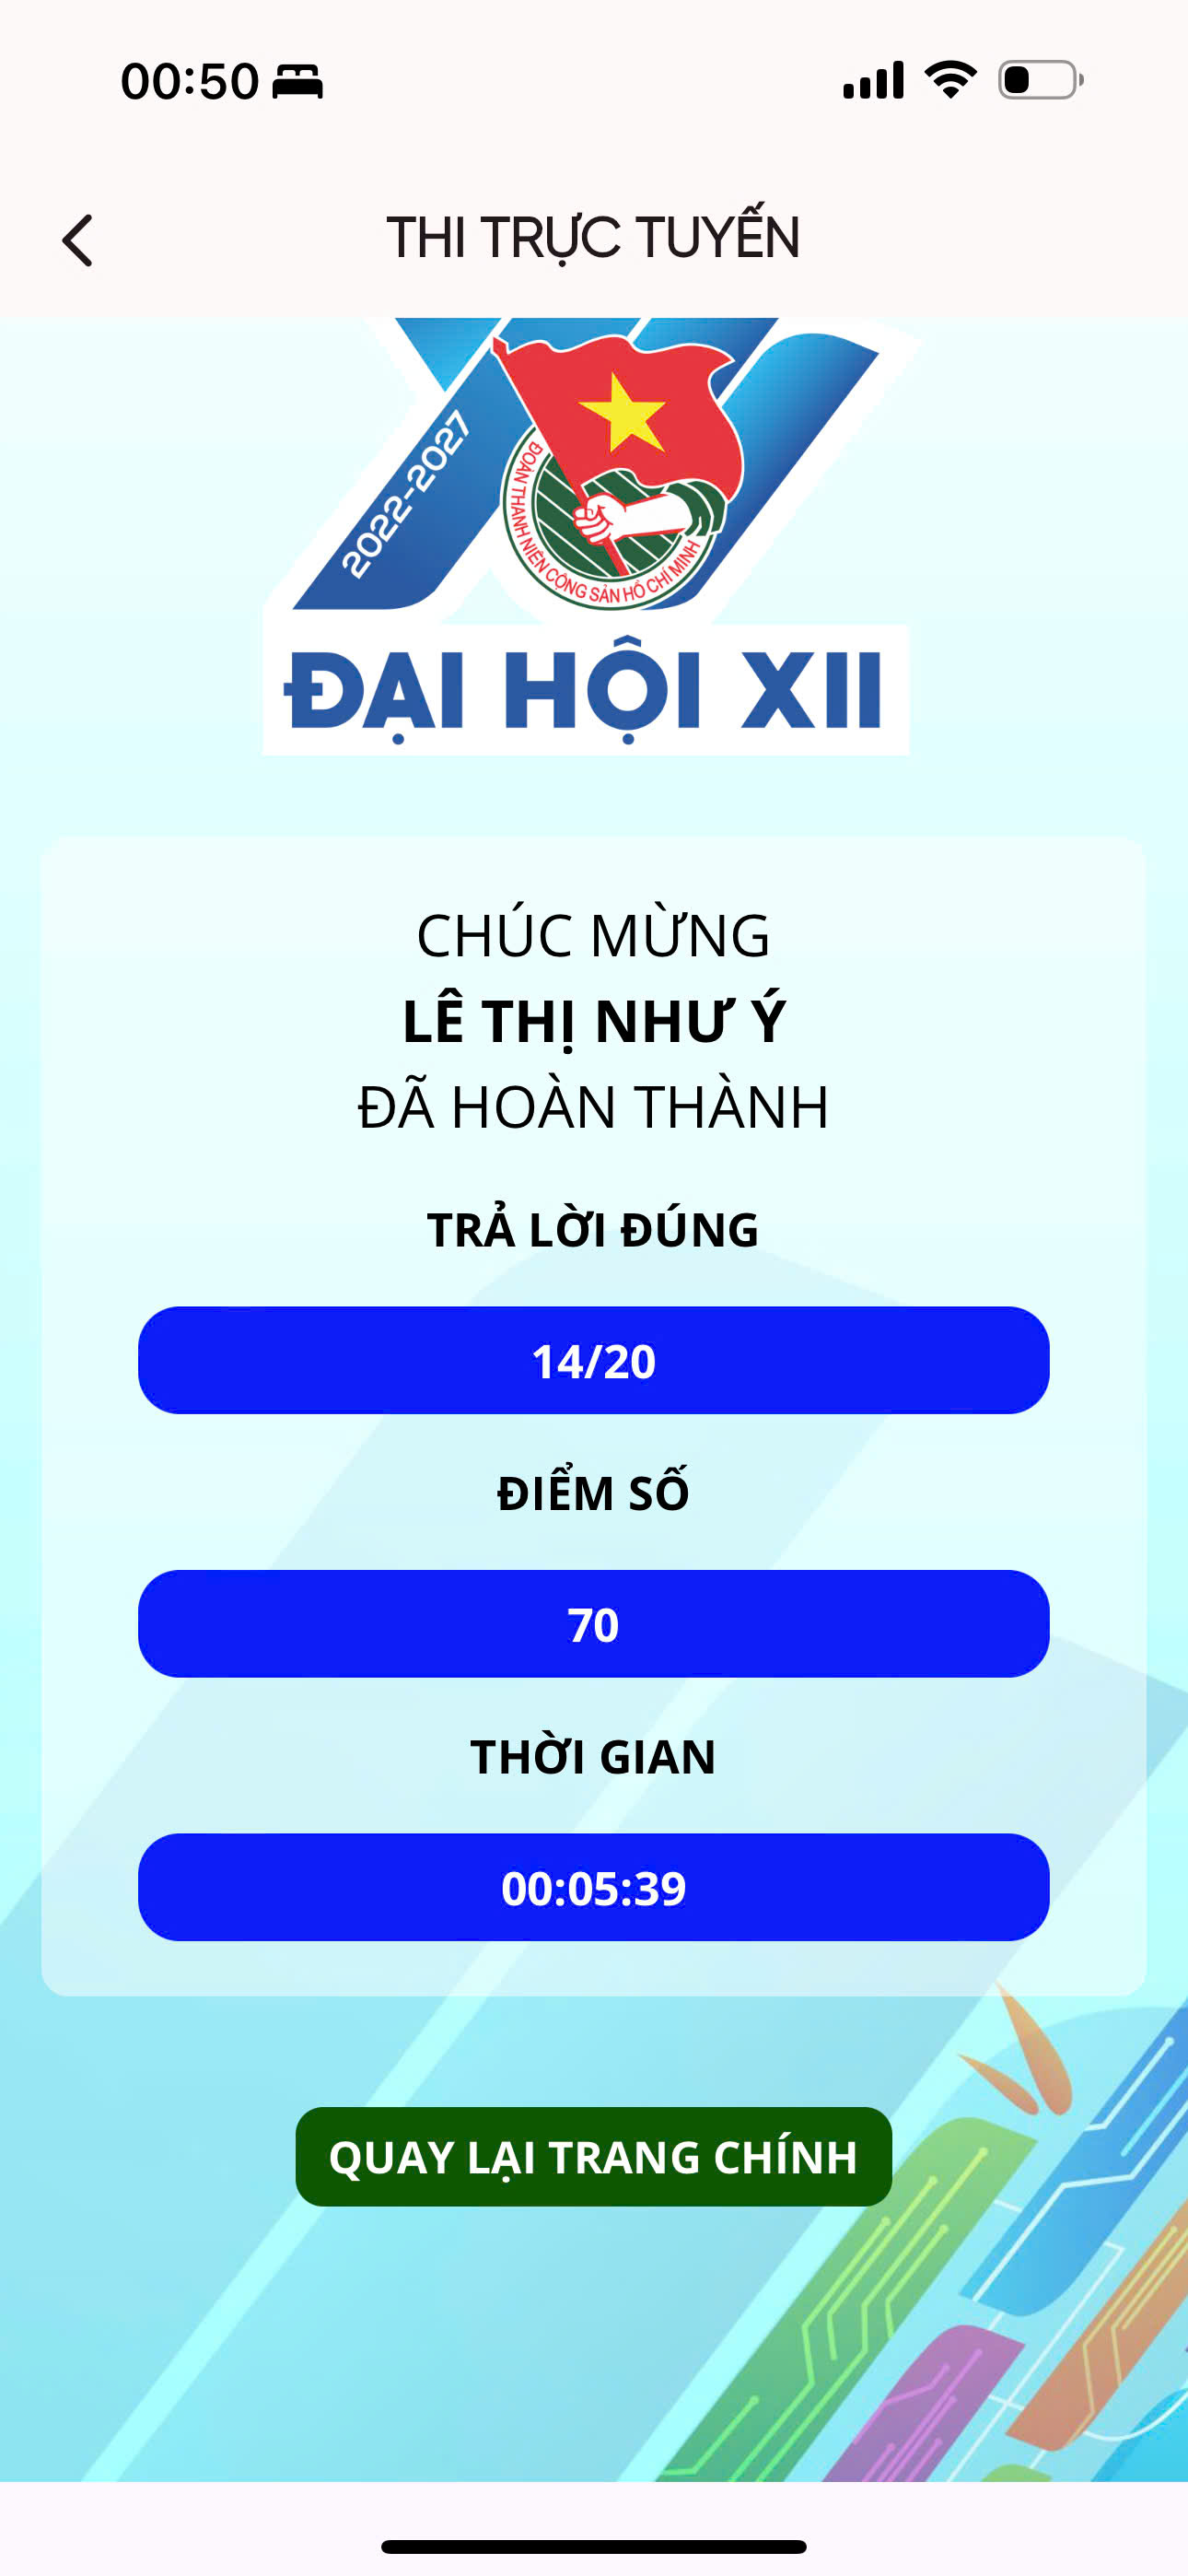 00:50
THI TRỰC TUYẾN
2022-2027
ĐOÀN THANH NIÊN CỘNG SẢN HỒ CHÍ MINH
ĐẠI HỘI XII
CHÚC MỪNG
LÊ THỊ NHƯ Ý
ĐÃ HOÀN THÀNH
TRẢ LỜI ĐÚNG
14/20
ĐIỂM SỐ
70
THỜI GIAN
00:05:39
QUAY LẠI TRANG CHÍNH